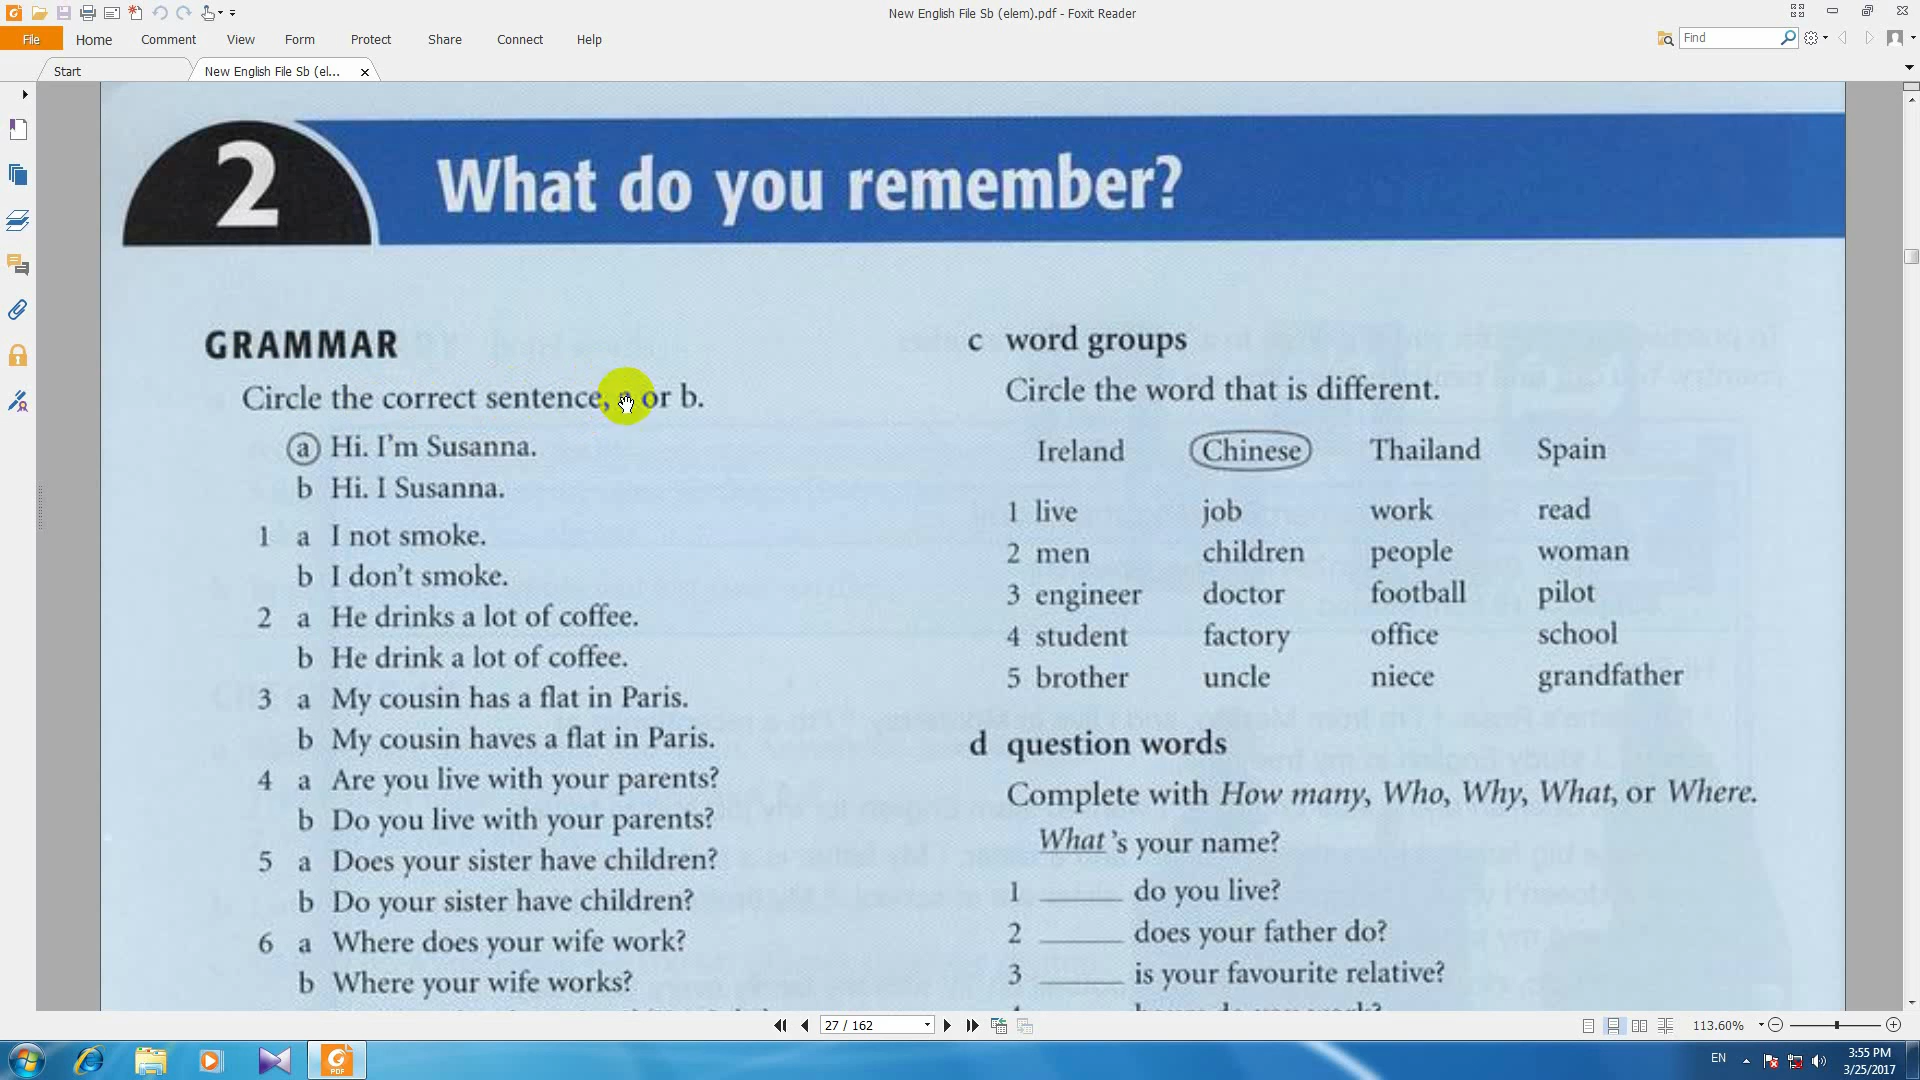 New English File Sb (elem).pdf - Foxit Reader
File Home Comment View Form Protect Share Connect Help
Find
Start
New English File Sb (el...
2
What do you remember?
GRAMMAR
Circle the correct sentence, a or b.
a Hi. I'm Susanna.
b Hi. I Susanna.
1 a I not smoke.
b I don't smoke.
2 a He drinks a lot of coffee.
b He drink a lot of coffee.
3 a My cousin has a flat in Paris.
b My cousin haves a flat in Paris.
4 a Are you live with your parents?
b Do you live with your parents?
5 a Does your sister have children?
b Do your sister have children?
6 a Where does your wife work?
b Where your wife works?
c word groups
Circle the word that is different.
Ireland Chinese Thailand Spain
1 live job work read
2 men children people woman
3 engineer doctor football pilot
4 student factory office school
5 brother uncle niece grandfather
d question words
Complete with How many, Who, Why, What, or Where.
What's your name?
1 ______ do you live?
2 ______ does your father do?
3 ______ is your favourite relative?
27 / 162
113.60%
EN
3:55 PM
3/25/2017